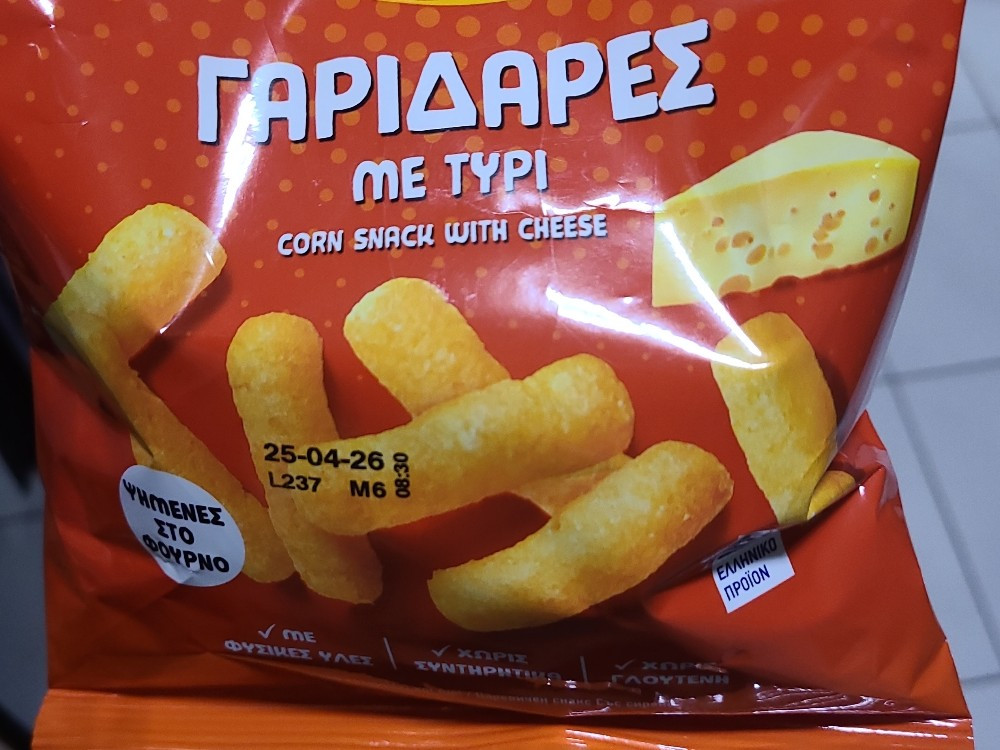 ΓΑΡΙΔΑΡΕΣ
ΜΕ ΤΥΡΙ
CORN SNACK WITH CHEESE
25-04-26
L237 M6 08:30
ΨΗΜΕΝΕΣ
ΣΤΟ
ΦΟΥΡΝΟ
ΕΛΛΗΝΙΚΟ
ΠΡΟΪΟΝ
✓ ΜΕ
ΦΥΣΙΚΕΣ ΥΛΕΣ
✓ ΧΩΡΙΣ
ΣΥΝΤΗΡΗΤΙΚΑ
✓ ΧΩΡΙΣ
ΓΛΟΥΤΕΝΗ